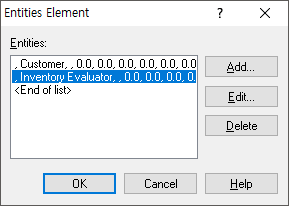 Entities Element
Entities:
, Customer, , 0.0, 0.0, 0.0, 0.0, 0.0, 0.0
, Inventory Evaluator, , 0.0, 0.0, 0.0, 0.
<End of list>
Add...
Edit...
Delete
OK
Cancel
Help